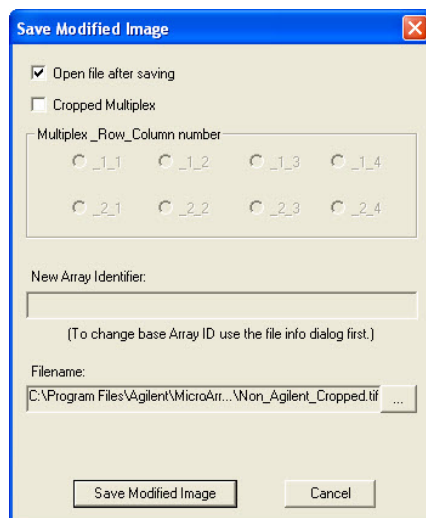 Save Modified Image
Open file after saving
Cropped Multiplex
Multiplex _Row_Column number
_1_1 _1_2 _1_3 _1_4
_2_1 _2_2 _2_3 _2_4
New Array Identifier:
(To change base Array ID use the file info dialog first.)
Filename:
C:\Program Files\Agilent\MicroArr...\Non_Agilent_Cropped.tif ...
Save Modified Image Cancel